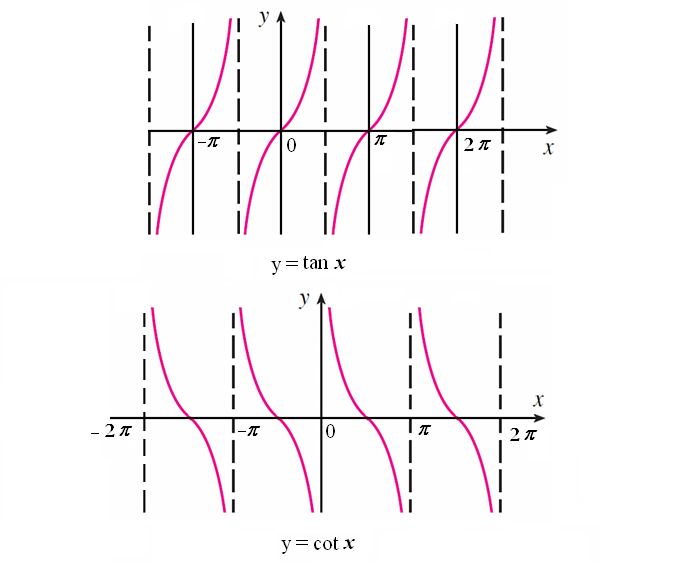 y
-π 0 π 2π x
y = tan x
y
x
- 2π -π 0 π 2π
y = cot x